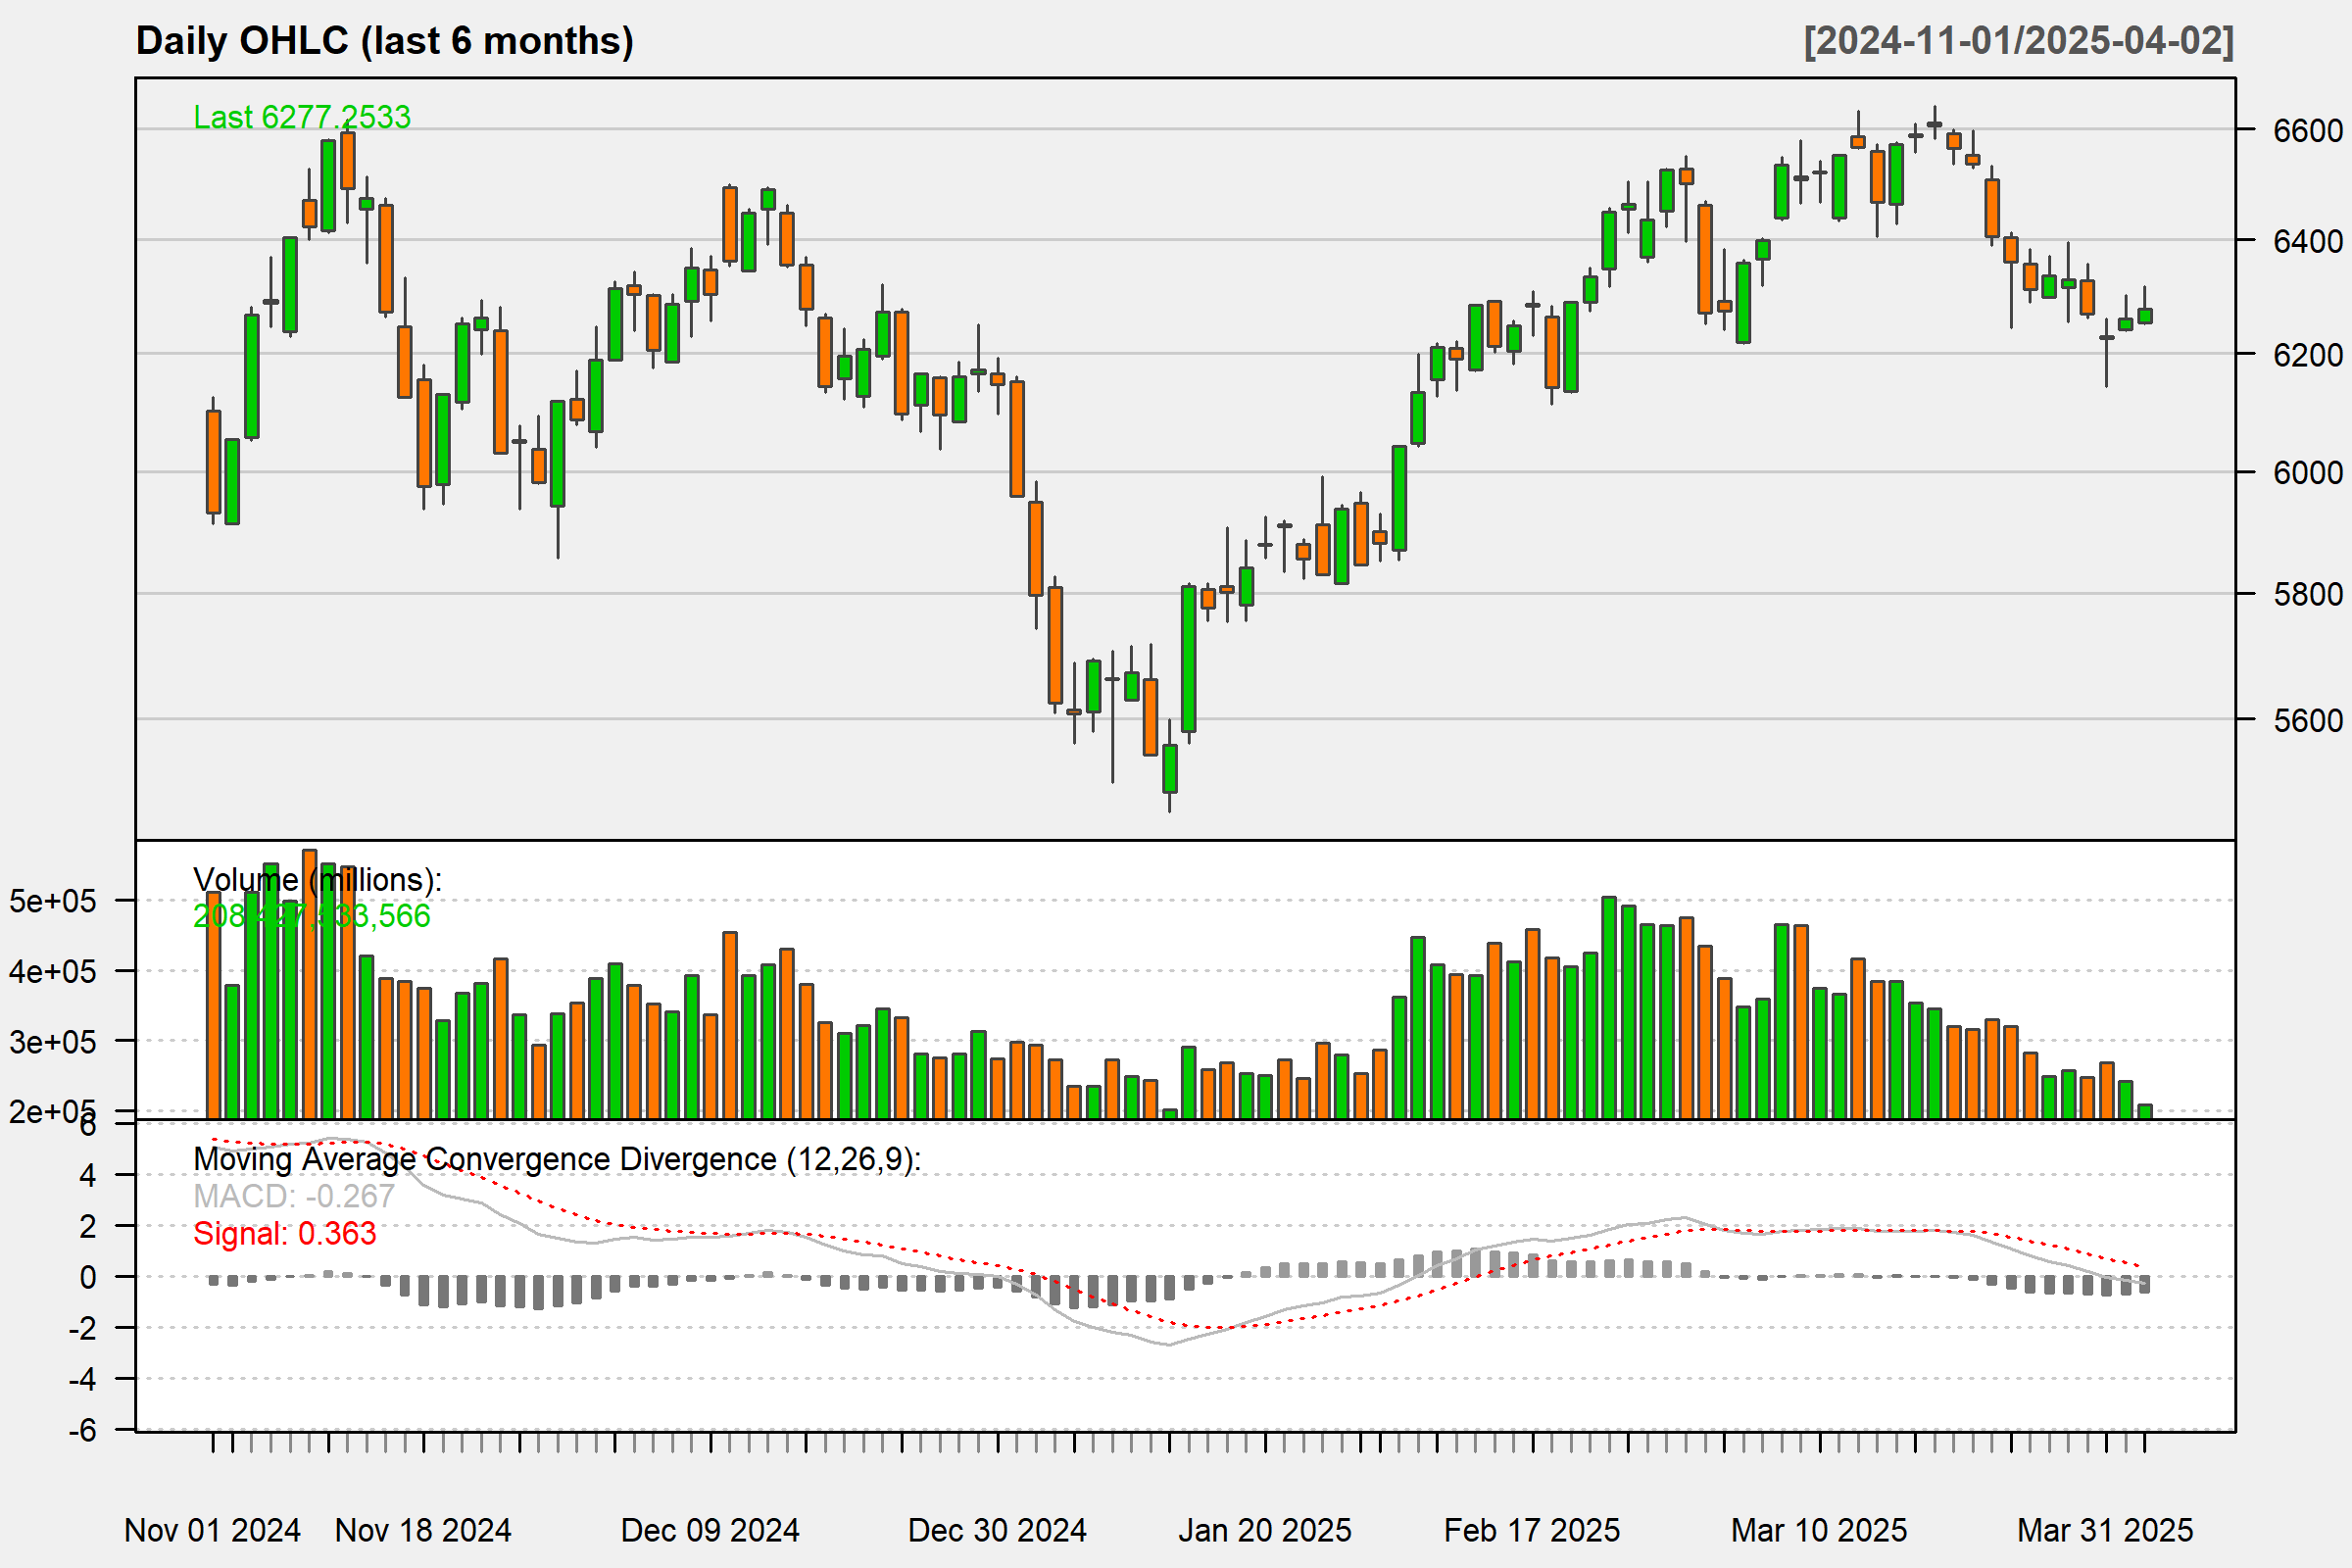 Daily OHLC (last 6 months)
[2024-11-01/2025-04-02]
Last 6277.2533
6600
6400
6200
6000
5800
5600
Volume (millions):
533,566
5e+05
4e+05
3e+05
2e+05
Moving Average Convergence Divergence (12,26,9):
MACD: -0.267
Signal: 0.363
6
4
2
0
-2
-4
-6
Nov 01 2024
Nov 18 2024
Dec 09 2024
Dec 30 2024
Jan 20 2025
Feb 17 2025
Mar 10 2025
Mar 31 2025